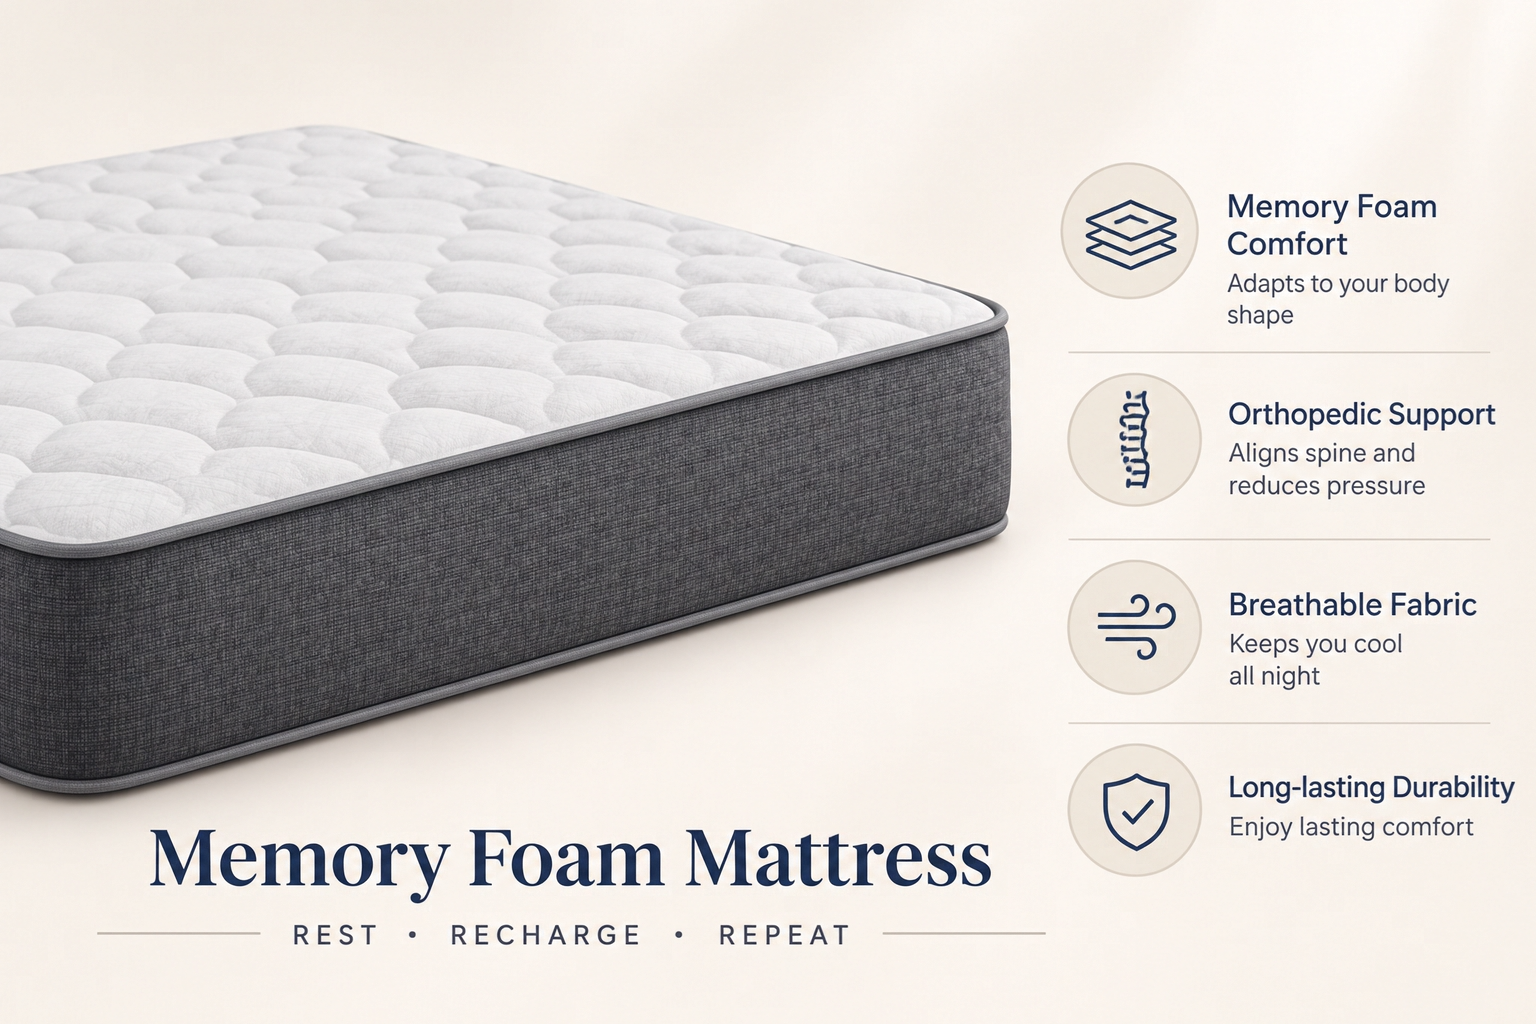 Memory Foam
Comfort
Adapts to your body
shape
Orthopedic Support
Aligns spine and
reduces pressure
Breathable Fabric
Keeps you cool
all night
Long-lasting Durability
Enjoy lasting comfort
Memory Foam Mattress
REST • RECHARGE • REPEAT